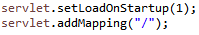 servlet.setLoadOnStartup(1);
servlet.addMapping("/");